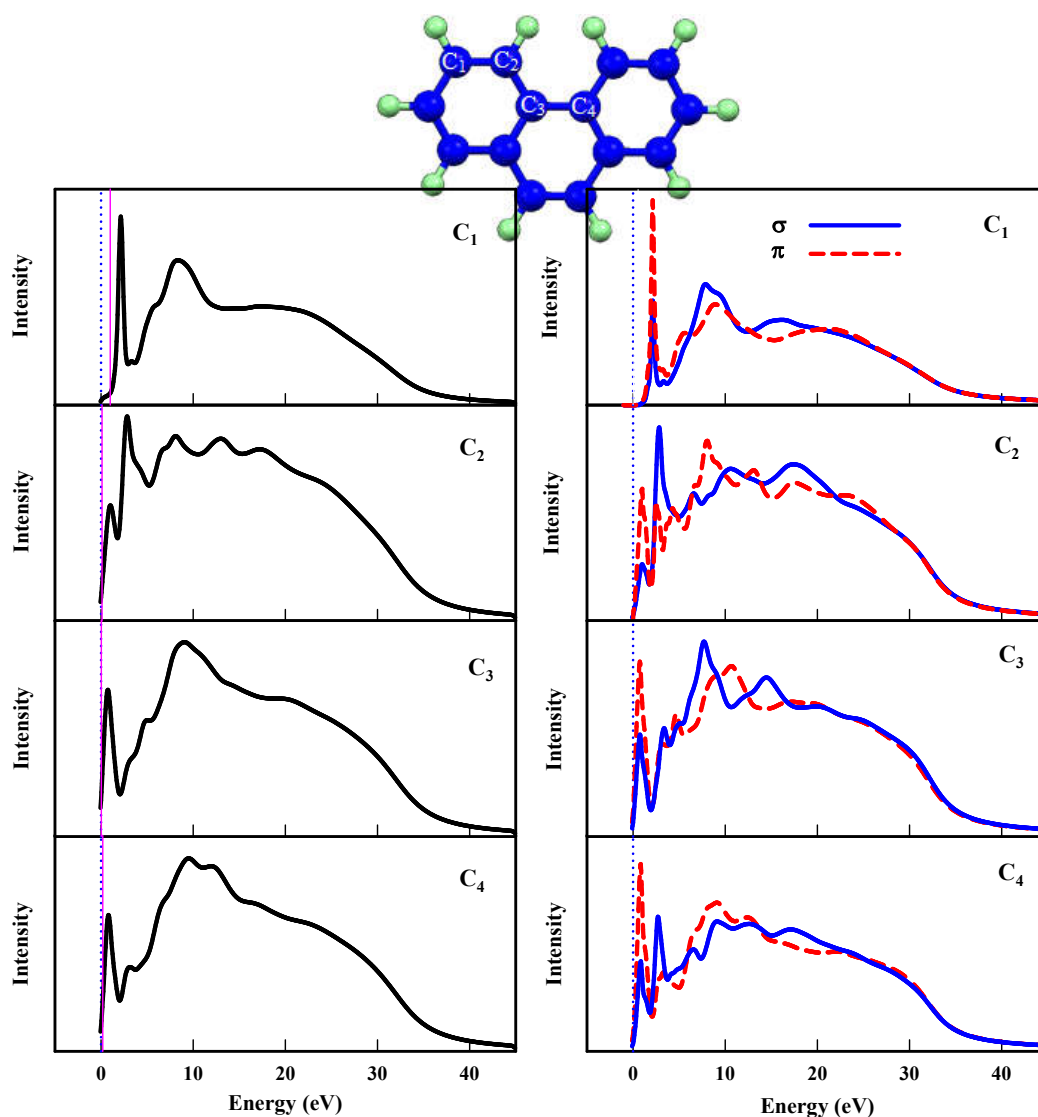 C₁ C₂
C₃ C₄
Intensity
C₁
Intensity
C₂
Intensity
C₃
Intensity
C₄
0 10 20 30 40
Energy (eV)
Intensity
C₁
σ
π
Intensity
C₂
Intensity
C₃
Intensity
C₄
0 10 20 30 40
Energy (eV)